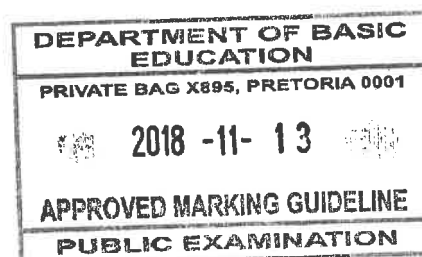 DEPARTMENT OF BASIC
EDUCATION
PRIVATE BAG X895, PRETORIA 0001
2018 -11- 13
APPROVED MARKING GUIDELINE
PUBLIC EXAMINATION